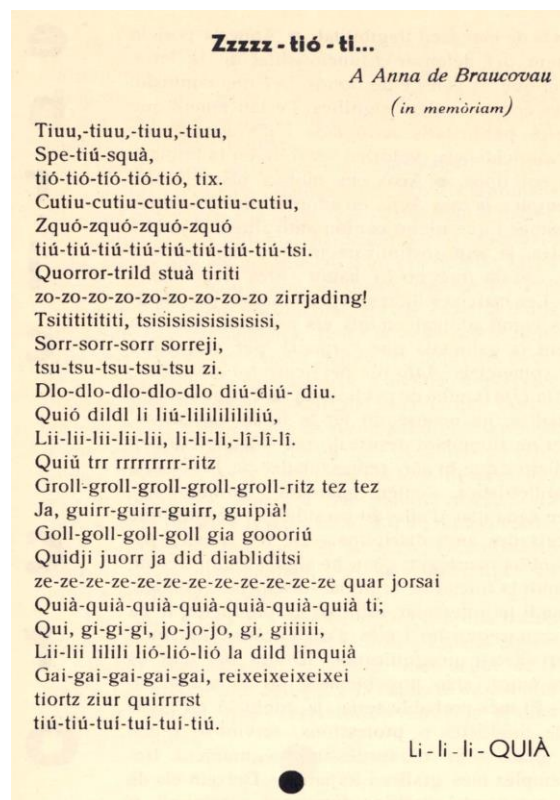 Zzzzz - tió - ti...
A Anna de Braucovau
(in memòriam)
Tiuu,-tiuu,-tiuu,-tiuu,
Spe-tiú-squà,
tió-tió-tíó-tió-tió, tix.
Cutiu-cutiu-cutiu-cutiu-cutiu,
Zquó-zquó-zquó-zquó
tiú-tiú-tiú-tiú-tiú-tiú-tiú-tiú-tsi.
Quorror-trild stuà tiriti
zo-zo-zo-zo-zo-zo-zo-zo-zo zirrjading!
Tsitititititi, tsisisisisisisisisi,
Sorr-sorr-sorr sorreji,
tsu-tsu-tsu-tsu-tsu zi.
Dlo-dlo-dlo-dlo-dlo diú-diú- diu.
Quió dildl li liú-lilililililiú,
Lii-lii-lii-lii-lii, li-li-li,-lî-lî-lî.
Quiŭ trr rrrrrrrrr-ritz
Groll-groll-groll-groll-groll-ritz tez tez
Ja, guirr-guirr-guirr, guipià!
Goll-goll-goll-goll gia goooriú
Quidji juorr ja did diabliditsi
ze-ze-ze-ze-ze-ze-ze-ze-ze-ze-ze-ze quar jorsai
Quià-quià-quià-quià-quià-quià-quià ti;
Qui, gi-gi-gi, jo-jo-jo, gi, giiiiii,
Lii-lii lilili lió-lió-lió la dild linquià
Gai-gai-gai-gai-gai, reixeixeixeixei
tiortz ziur quirrrrst
tiú-tiú-tuí-tuí-tuí-tiú.
Li - li - li - QUIÀ